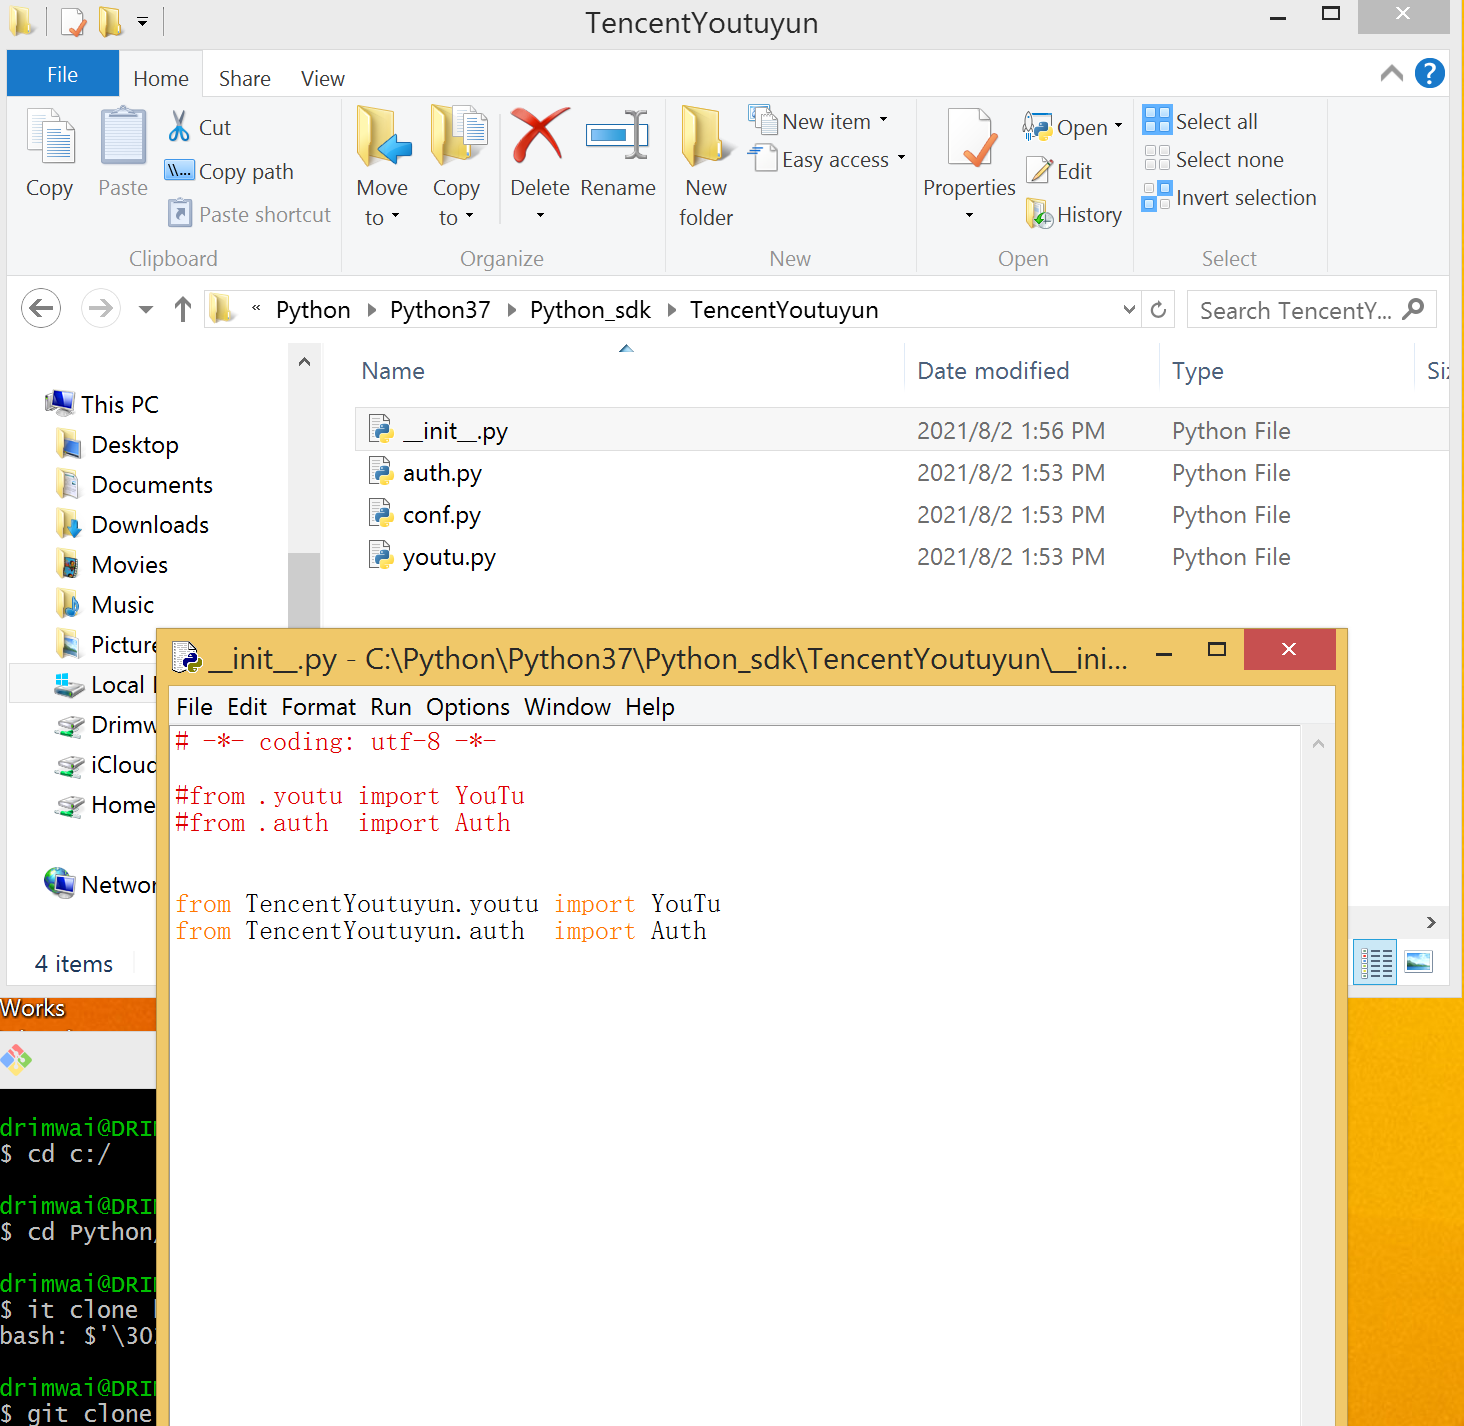 TencentYoutuyun
File Home Share View
Copy
Paste
Cut
Copy path
Paste shortcut
Clipboard
Move to
Copy to
Delete
Rename
Organize
New folder
New item
Easy access
New
Properties
Open
Edit
History
Open
Select all
Select none
Invert selection
Select
« Python Python37 Python_sdk TencentYoutuyun
Search TencentY...
Name Date modified Type Siz
__init__.py 2021/8/2 1:56 PM Python File
auth.py 2021/8/2 1:53 PM Python File
conf.py 2021/8/2 1:53 PM Python File
youtu.py 2021/8/2 1:53 PM Python File
This PC
Desktop
Documents
Downloads
Movies
Music
Picture
Local
Drimw
iCloud
Home
Networ
4 items
__init__.py - C:\Python\Python37\Python_sdk\TencentYoutuyun\__ini...
File Edit Format Run Options Window Help
# -*- coding: utf-8 -*-
#from .youtu import YouTu
#from .auth  import Auth
from TencentYoutuyun.youtu import YouTu
from TencentYoutuyun.auth  import Auth
Works
drimwai@DRI
$ cd c:/
drimwai@DRI
$ cd Python/
drimwai@DRI
$ it clone
bash: $'\30
drimwai@DRI
$ git clone